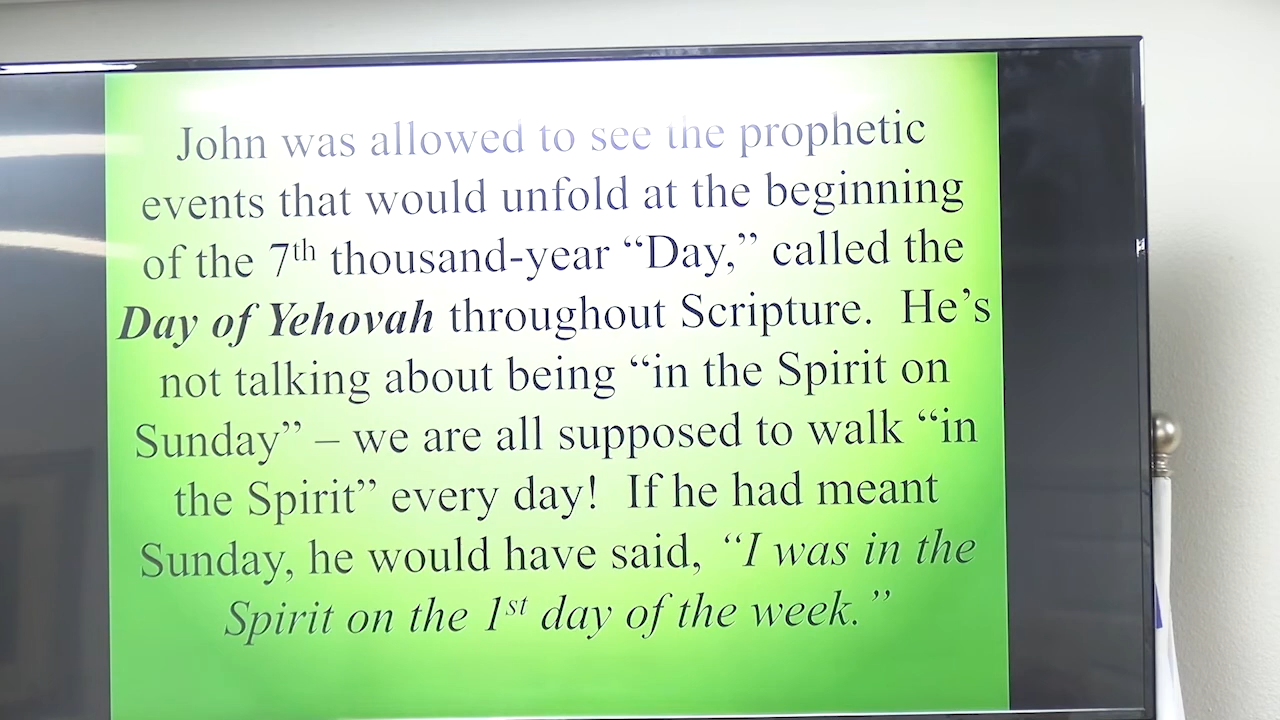 John was allowed to see the prophetic
events that would unfold at the beginning
of the 7th thousand-year “Day,” called the
Day of Yehovah throughout Scripture.  He’s
not talking about being “in the Spirit on
Sunday” – we are all supposed to walk “in
the Spirit” every day!  If he had meant
Sunday, he would have said, “I was in the
Spirit on the 1st day of the week.”